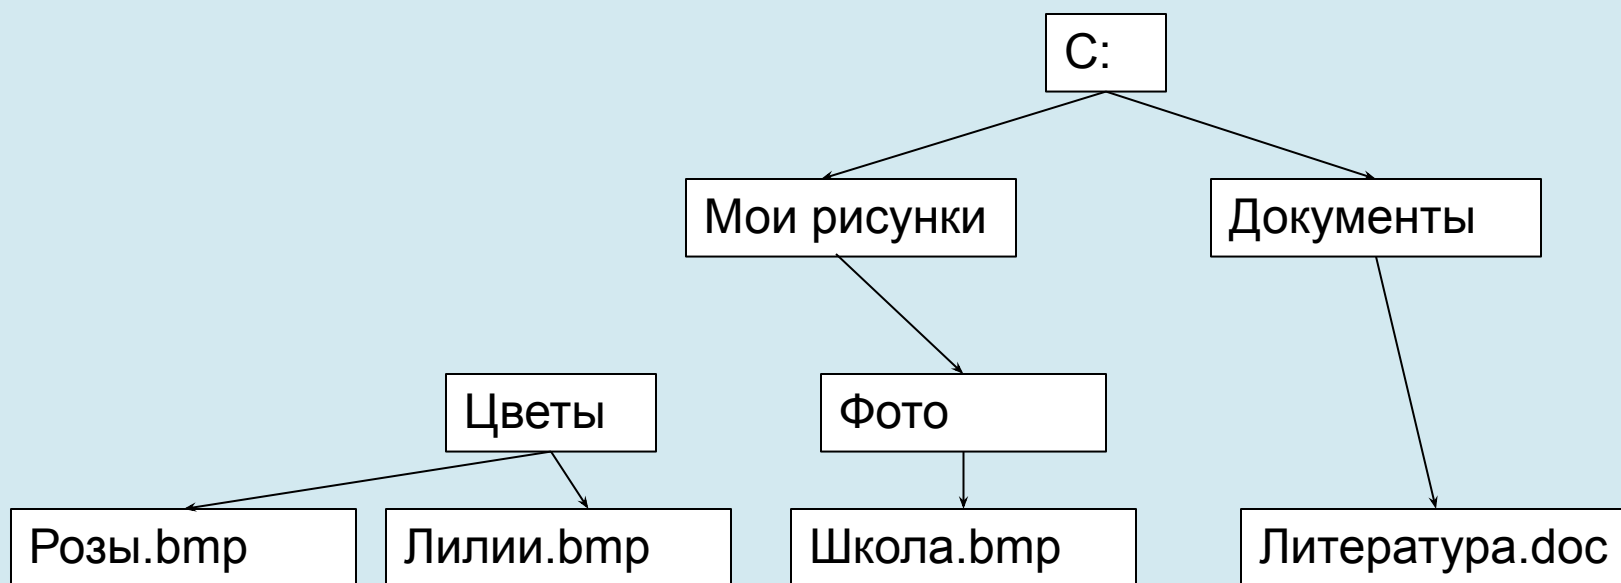 C:
Мои рисунки
Документы
Цветы
Фото
Розы.bmp
Лилии.bmp
Школа.bmp
Литература.doc